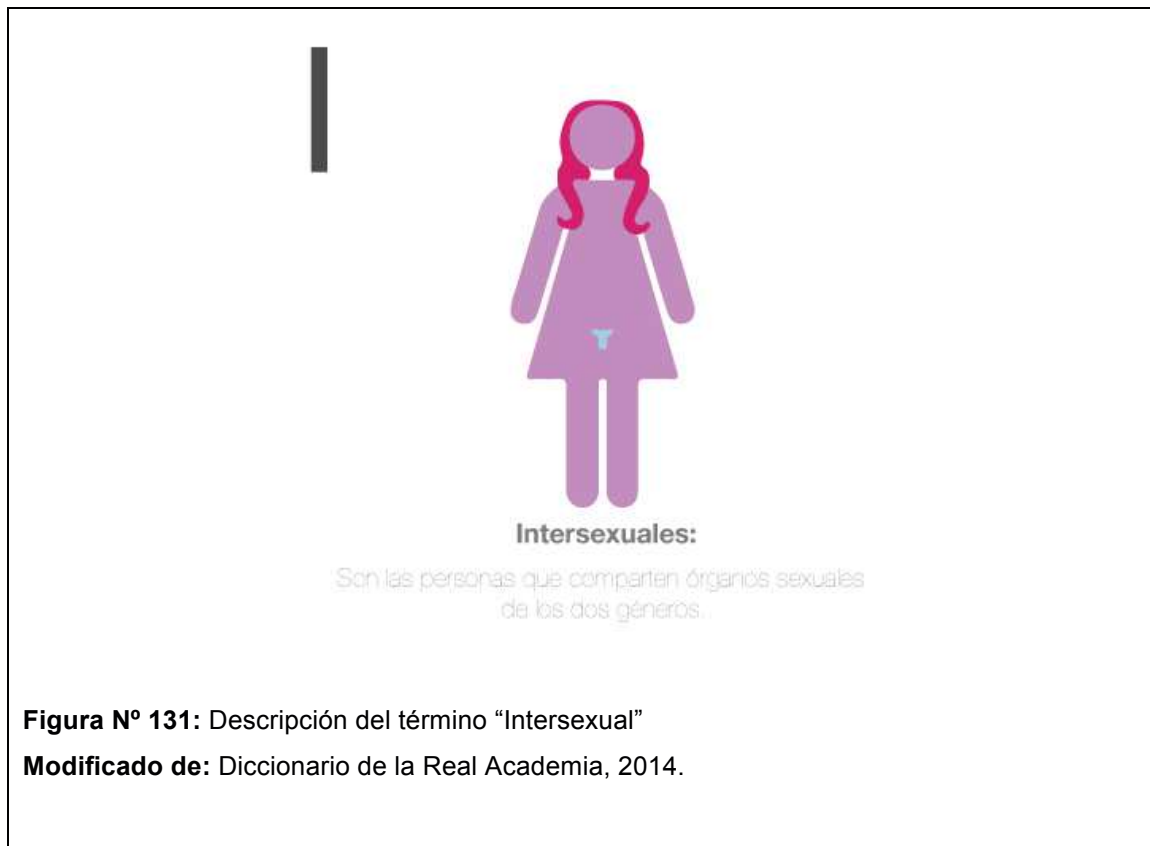 I
Intersexuales:
Son las personas que comparten órganos sexuales
de los dos géneros.
Figura Nº 131: Descripción del término “Intersexual”
Modificado de: Diccionario de la Real Academia, 2014.